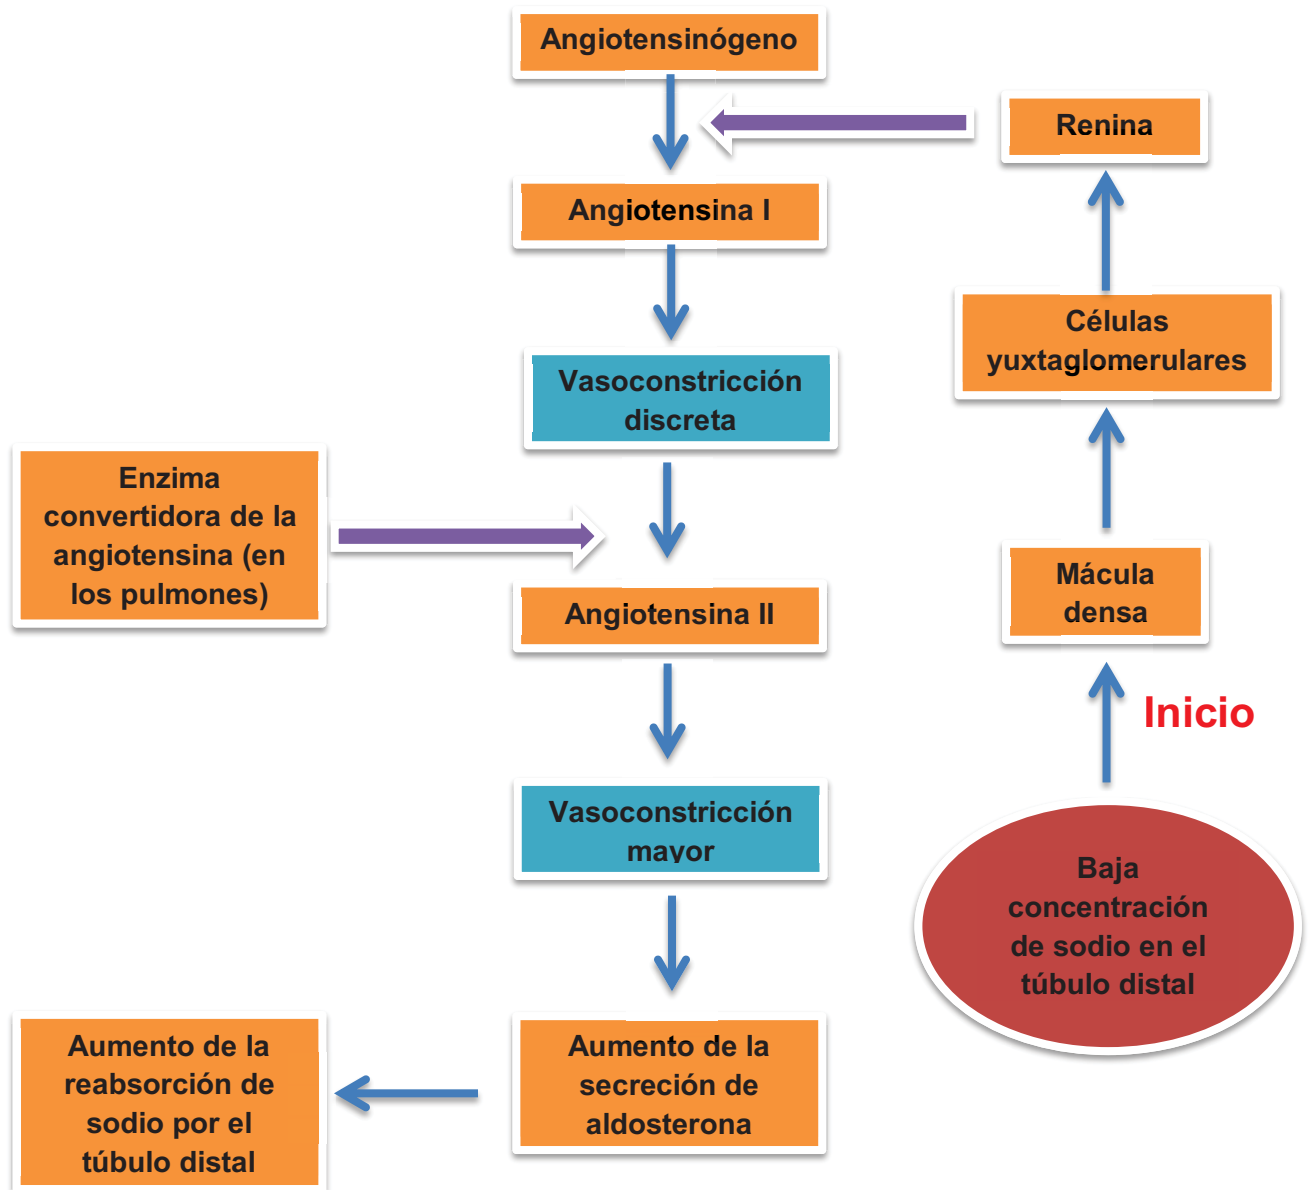 Angiotensinógeno
Renina
Angiotensina I
Células
yuxtaglomerulares
Vasoconstricción
discreta
Enzima
convertidora de la
angiotensina (en
los pulmones)
Mácula
densa
Angiotensina II
Inicio
Vasoconstricción
mayor
Baja
concentración
de sodio en el
túbulo distal
Aumento de la
reabsorción de
sodio por el
túbulo distal
Aumento de la
secreción de
aldosterona